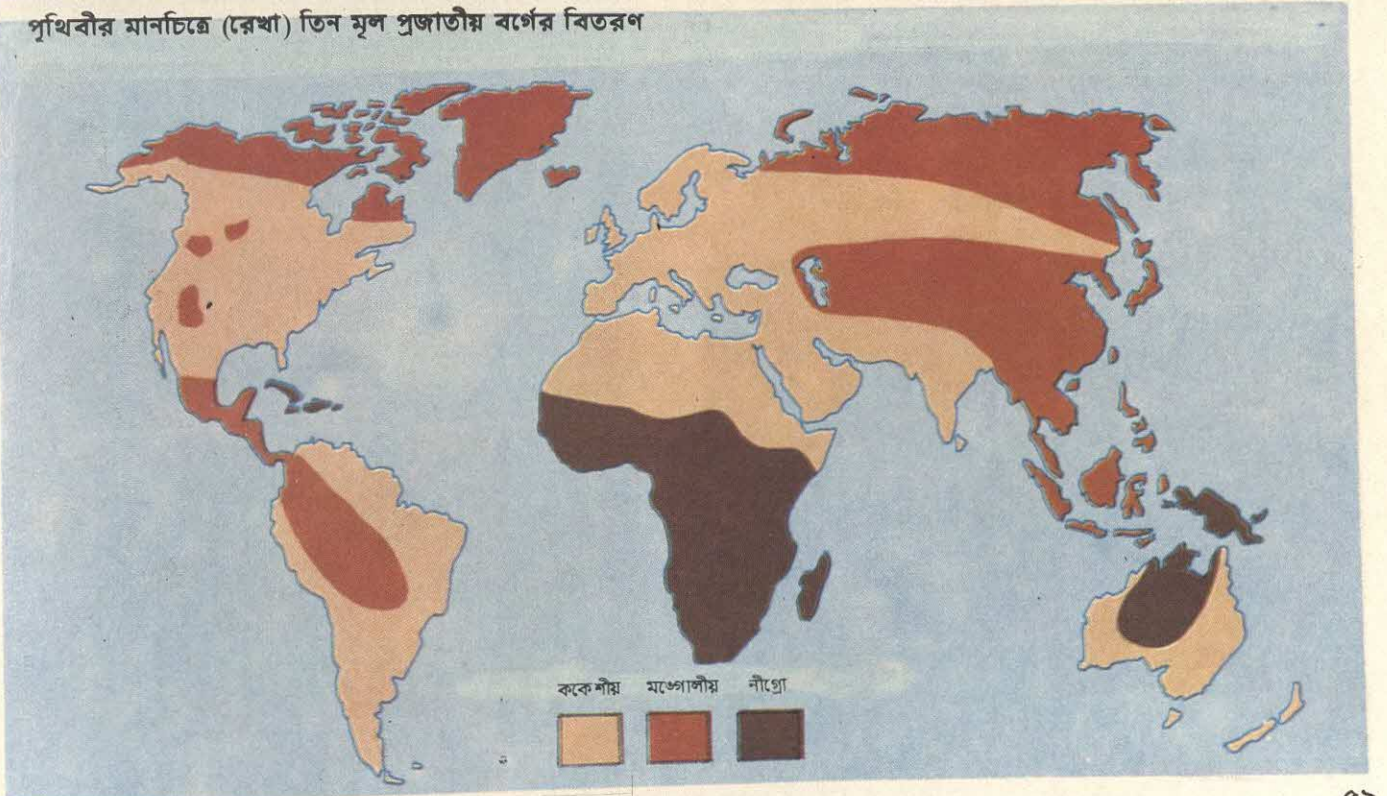 পৃথিবীর মানচিত্রে (রেখা) তিন মূল প্রজাতীয় বর্গের বিতরণ
ককেশীয় মঙ্গোলীয় নীগ্রো